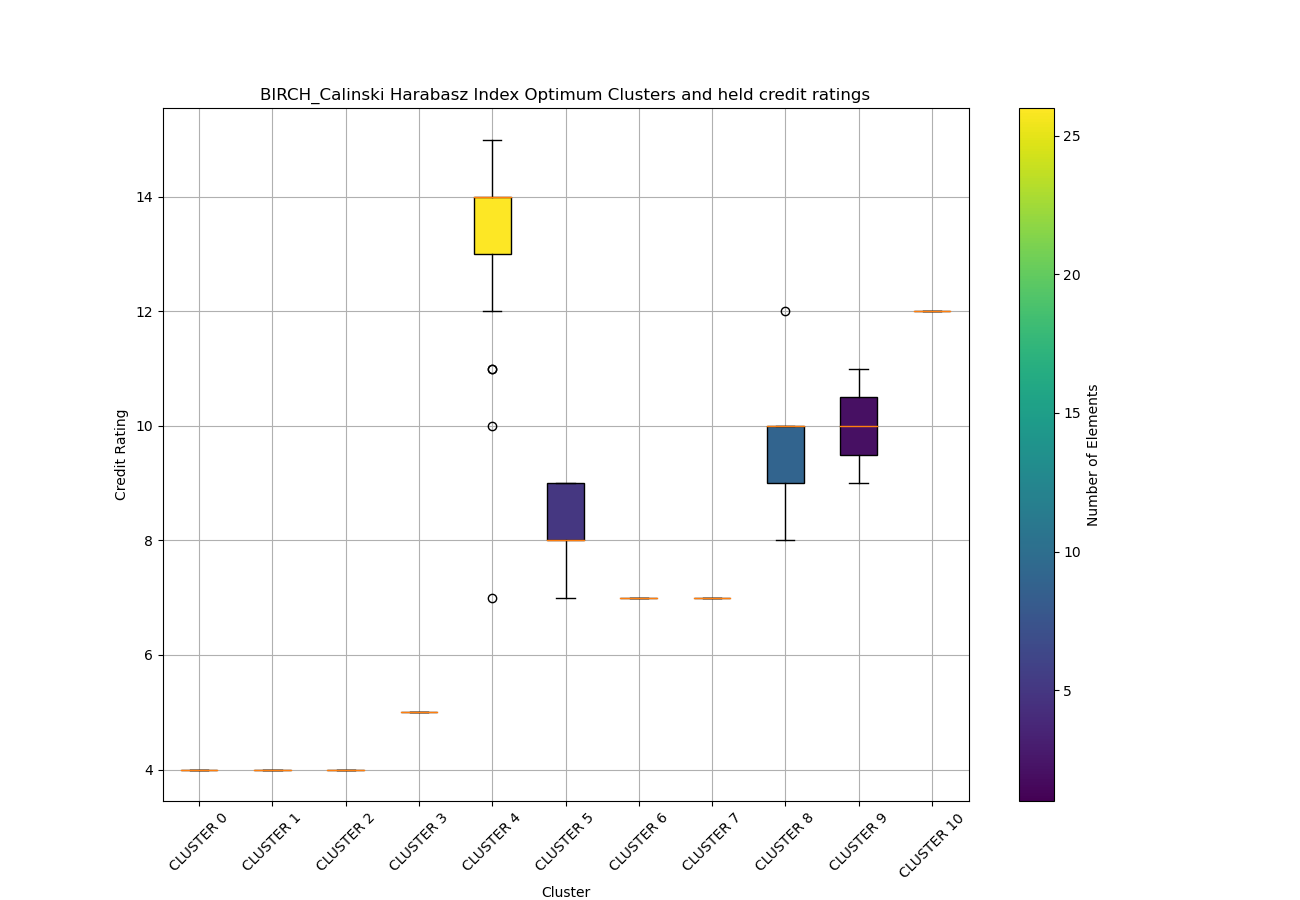 BIRCH_Calinski Harabasz Index Optimum Clusters and held credit ratings
14
12
10
8
6
4
Credit Rating
CLUSTER 0
CLUSTER 1
CLUSTER 2
CLUSTER 3
CLUSTER 4
CLUSTER 5
CLUSTER 6
CLUSTER 7
CLUSTER 8
CLUSTER 9
CLUSTER 10
Cluster
25
20
15
10
5
Number of Elements